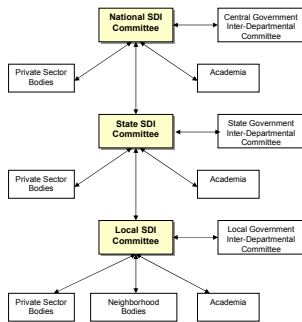 National SDI
Committee
Central Government
Inter-Departmental
Committee
Private Sector
Bodies
Academia
State SDI
Committee
State Government
Inter-Departmental
Committee
Private Sector
Bodies
Academia
Local SDI
Committee
Local Government
Inter-Departmental
Committee
Private Sector
Bodies
Neighborhood
Bodies
Academia